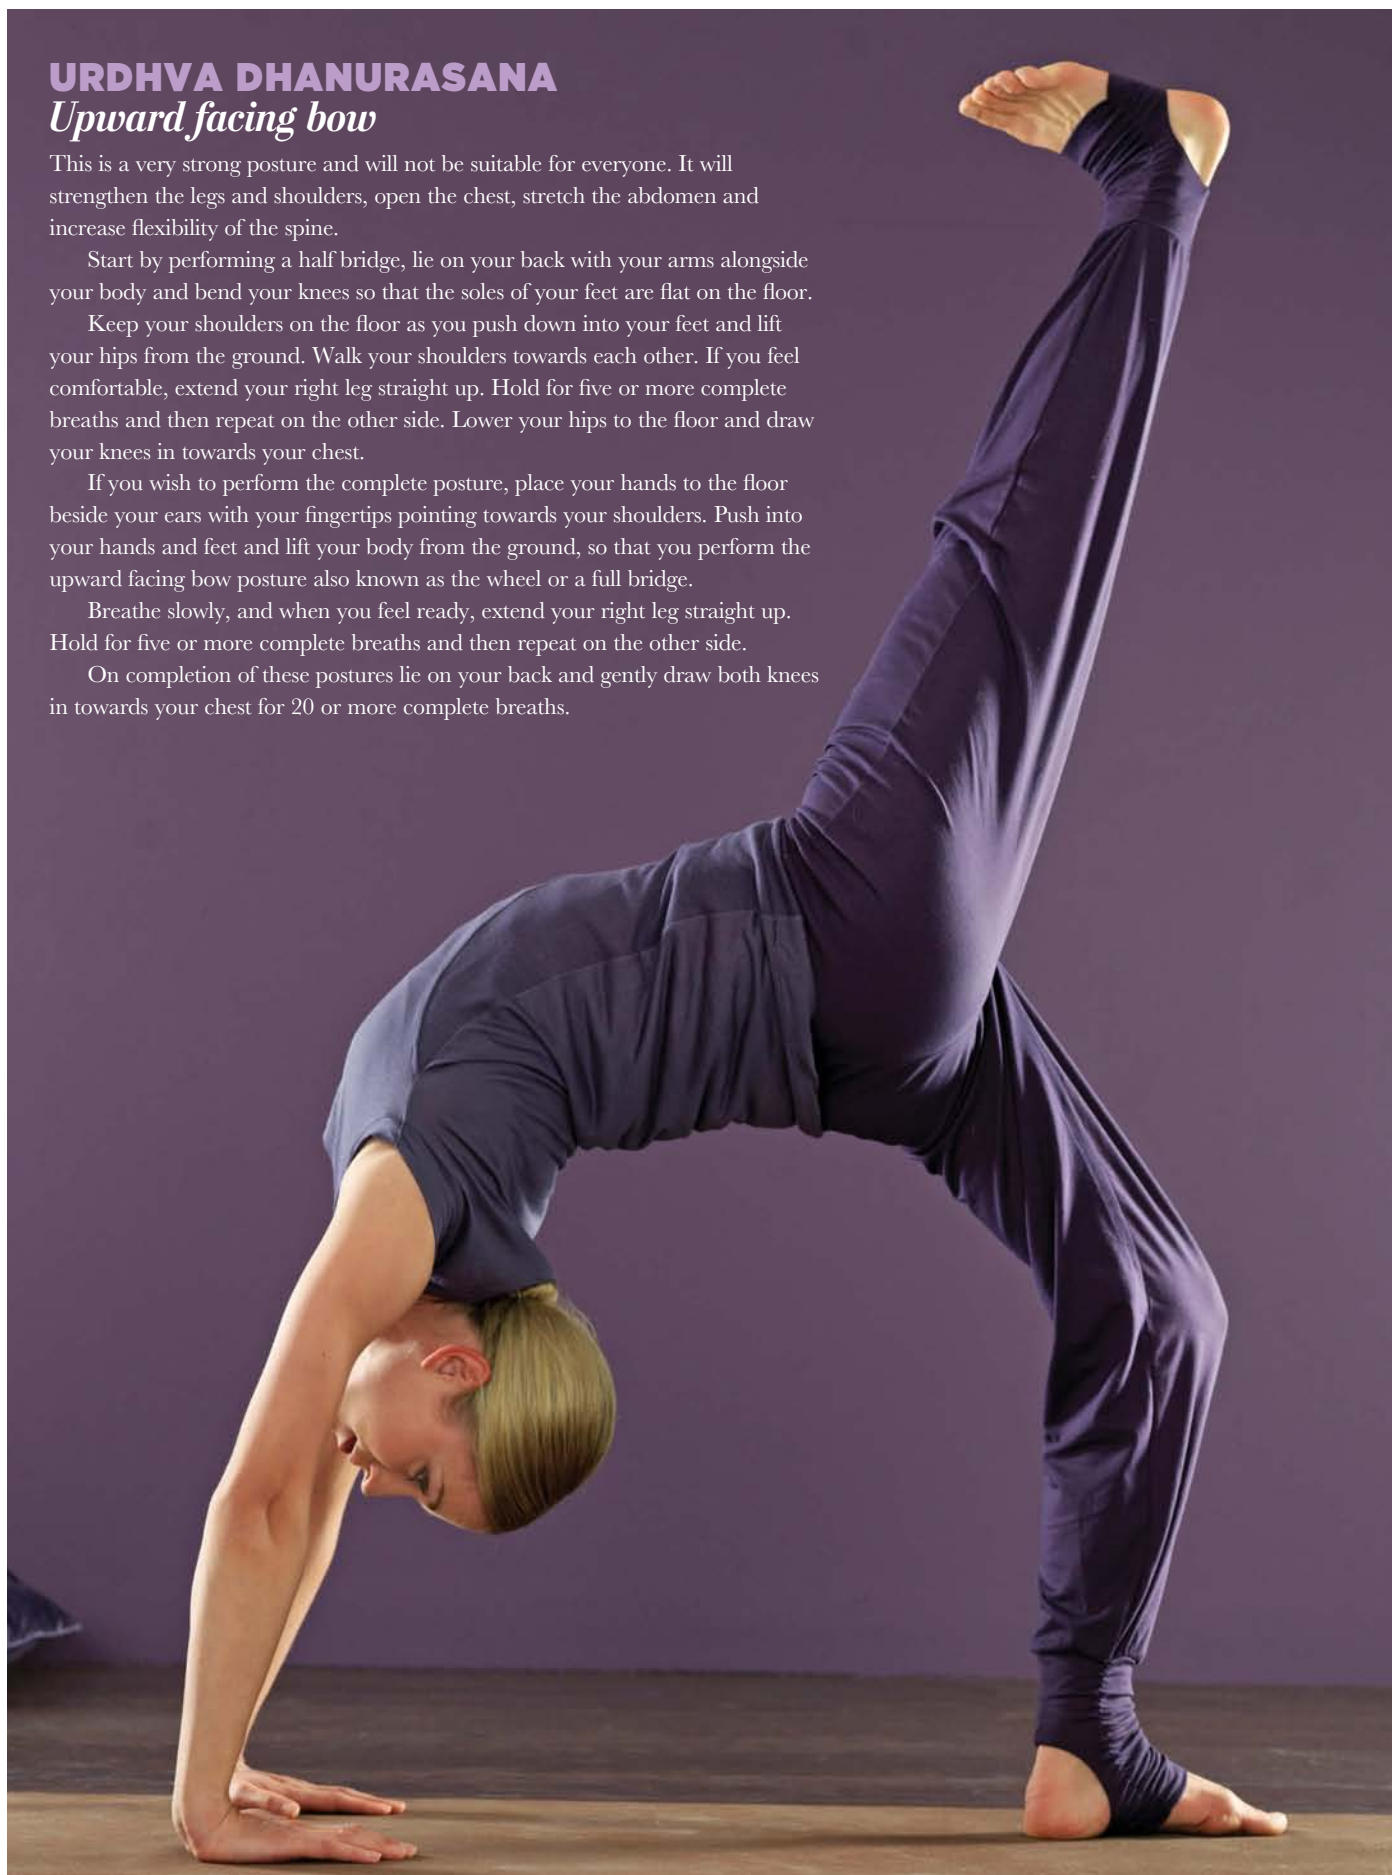 URDHVA DHANURASANA
Upward facing bow
This is a very strong posture and will not be suitable for everyone. It will
strengthen the legs and shoulders, open the chest, stretch the abdomen and
increase flexibility of the spine.
Start by performing a half bridge, lie on your back with your arms alongside
your body and bend your knees so that the soles of your feet are flat on the floor.
Keep your shoulders on the floor as you push down into your feet and lift
your hips from the ground. Walk your shoulders towards each other. If you feel
comfortable, extend your right leg straight up. Hold for five or more complete
breaths and then repeat on the other side. Lower your hips to the floor and draw
your knees in towards your chest.
If you wish to perform the complete posture, place your hands to the floor
beside your ears with your fingertips pointing towards your shoulders. Push into
your hands and feet and lift your body from the ground, so that you perform the
upward facing bow posture also known as the wheel or a full bridge.
Breathe slowly, and when you feel ready, extend your right leg straight up.
Hold for five or more complete breaths and then repeat on the other side.
On completion of these postures lie on your back and gently draw both knees
in towards your chest for 20 or more complete breaths.